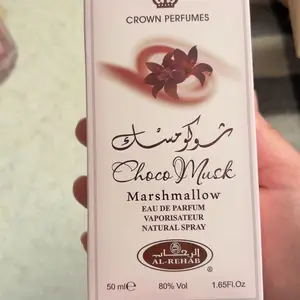 CROWN PERFUMES
شوكو مسك
Choco Musk
Marshmallow
EAU DE PARFUM
VAPORISATEUR
NATURAL SPRAY
الرحاب
AL-REHAB
50 ml e 80% Vol 1.65Fl.Oz.